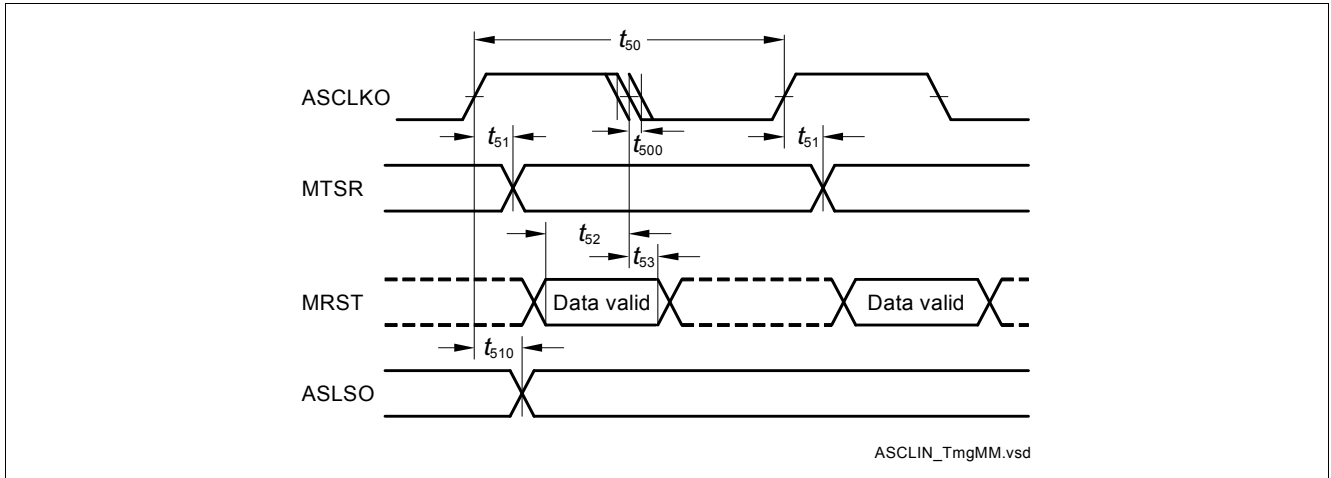 t50
ASCLKO
t51
t500
t51
MTSR
t52
t53
MRST
Data valid
Data valid
t510
ASLSO
ASCLIN_TmgMM.vsd